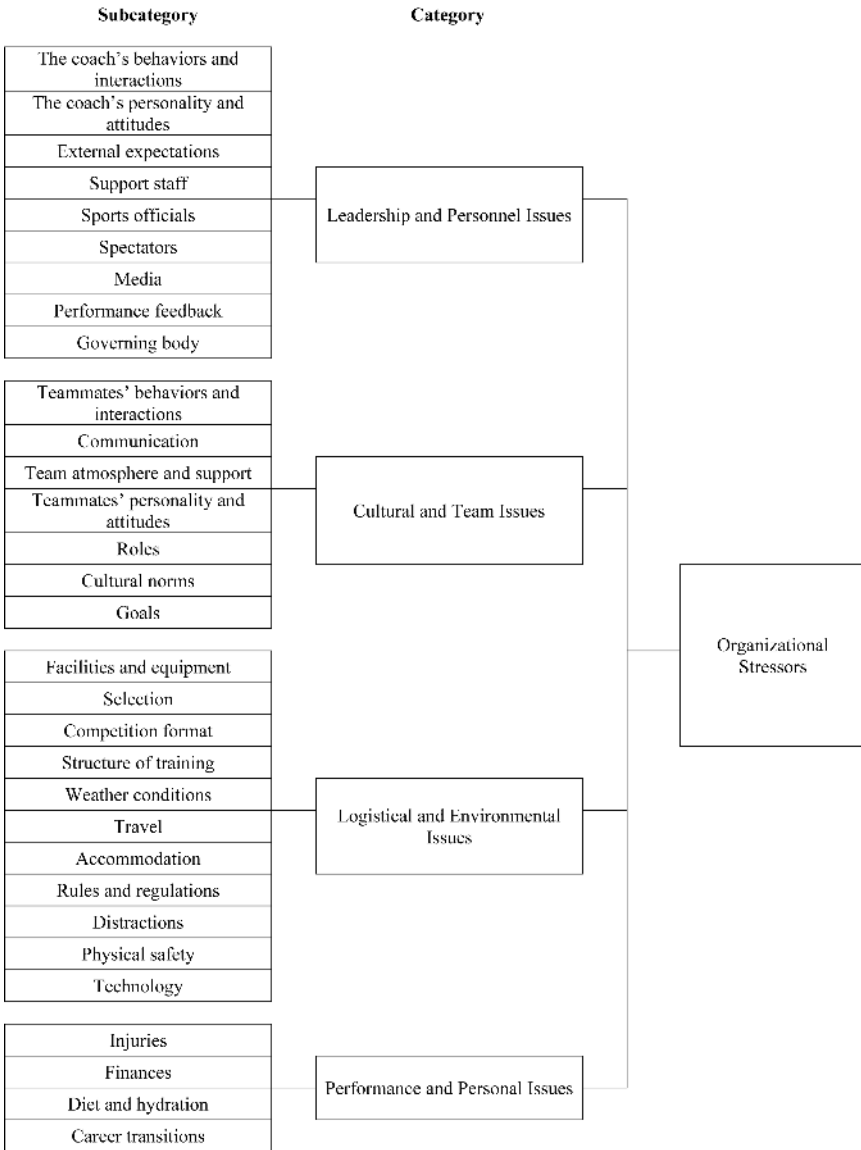 Subcategory
Category
The coach's behaviors and
interactions
The coach's personality and
attitudes
External expectations
Support staff
Sports officials
Spectators
Media
Performance feedback
Governing body
Leadership and Personnel Issues
Teammates' behaviors and
interactions
Communication
Team atmosphere and support
Teammates' personality and
attitudes
Roles
Cultural norms
Goals
Cultural and Team Issues
Facilities and equipment
Selection
Competition format
Structure of training
Weather conditions
Travel
Accommodation
Rules and regulations
Distractions
Physical safety
Technology
Logistical and Environmental
Issues
Injuries
Finances
Diet and hydration
Career transitions
Performance and Personal Issues
Organizational
Stressors